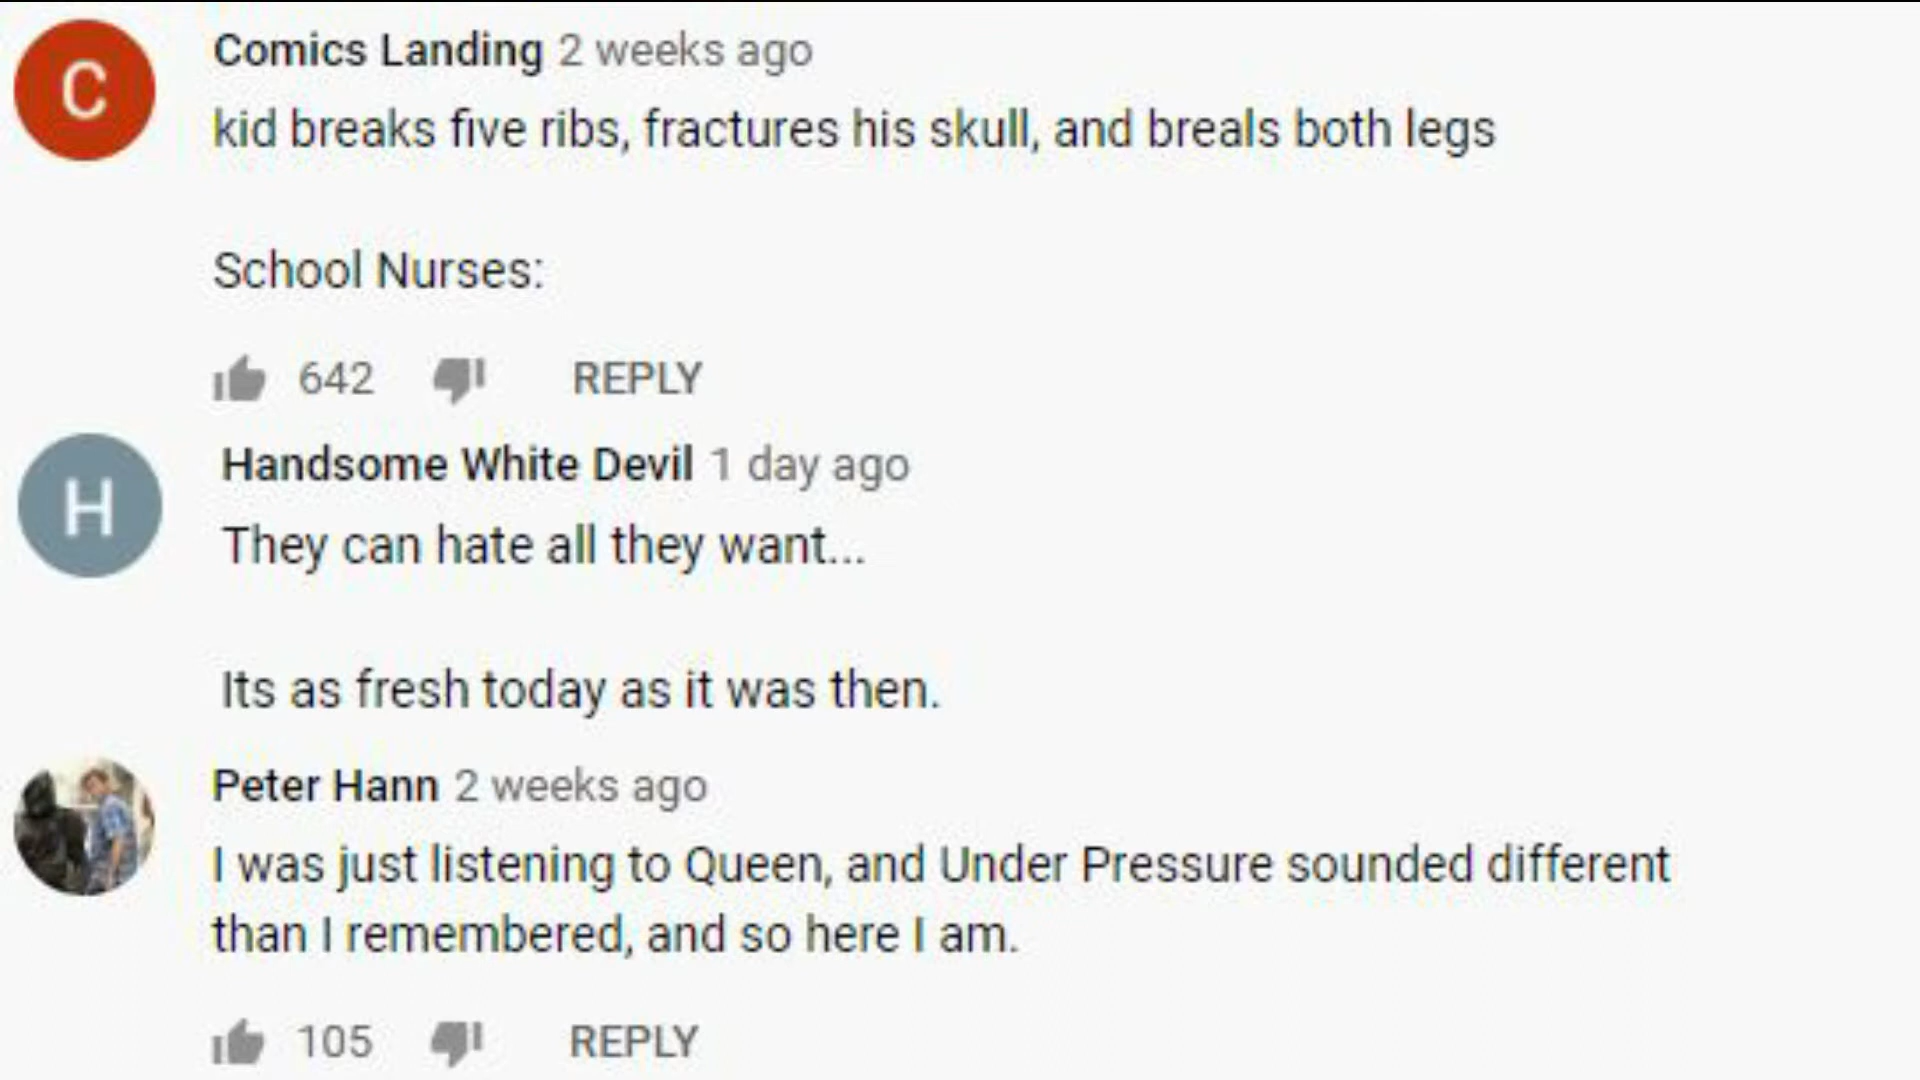 C
Comics Landing 2 weeks ago
kid breaks five ribs, fractures his skull, and breals both legs
School Nurses:
642 REPLY
H
Handsome White Devil 1 day ago
They can hate all they want...
Its as fresh today as it was then.
Peter Hann 2 weeks ago
I was just listening to Queen, and Under Pressure sounded different
than I remembered, and so here I am.
105 REPLY